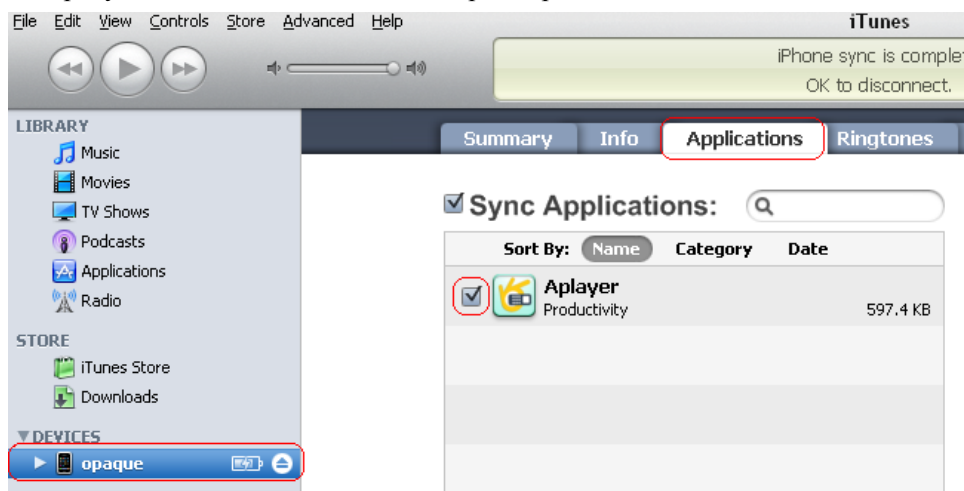 File Edit View Controls Store Advanced Help
iTunes
iPhone sync is comple
OK to disconnect.
LIBRARY
Music
Movies
TV Shows
Podcasts
Applications
Radio
STORE
iTunes Store
Downloads
DEVICES
opaque
Summary Info Applications Ringtones
Sync Applications:
Sort By: Name Category Date
Aplayer
Productivity 597.4 KB